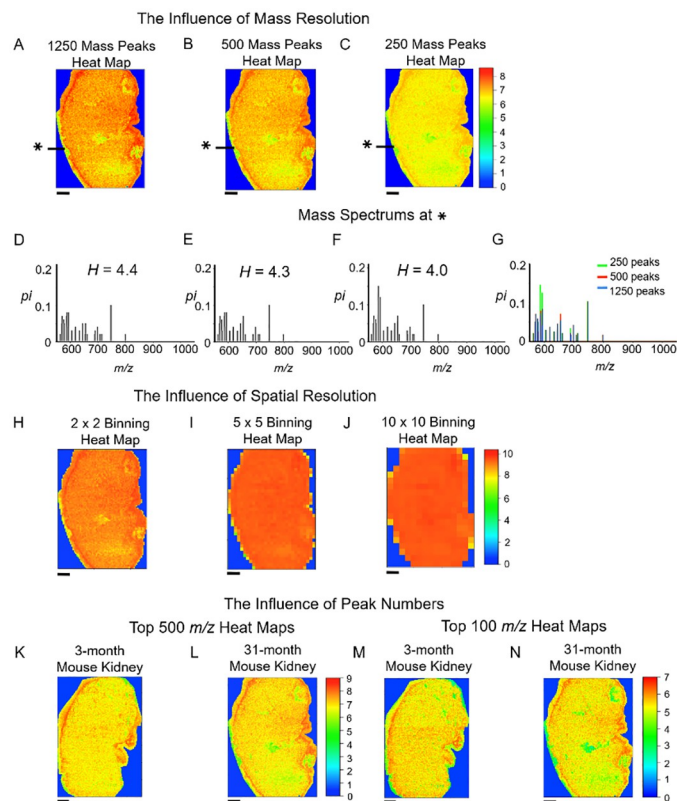 The Influence of Mass Resolution
A
1250 Mass Peaks
Heat Map
B
500 Mass Peaks
Heat Map
C
250 Mass Peaks
Heat Map
*
*
*
8
7
6
5
4
3
2
1
0
Mass Spectrums at *
D
H = 4.4
0.2
pi
0.1
0
600 700 800 900 1000
m/z
E
H = 4.3
0.2
pi
0.1
0
600 700 800 900 1000
m/z
F
H = 4.0
0.2
pi
0.1
0
600 700 800 900 1000
m/z
G
250 peaks
500 peaks
1250 peaks
0.2
pi
0.1
0
600 700 800 900 1000
m/z
The Influence of Spatial Resolution
H
2 x 2 Binning
Heat Map
I
5 x 5 Binning
Heat Map
J
10 x 10 Binning
Heat Map
10
8
6
4
2
0
The Influence of Peak Numbers
Top 500 m/z Heat Maps
Top 100 m/z Heat Maps
K
3-month
Mouse Kidney
L
31-month
Mouse Kidney
9
8
7
6
5
4
3
2
1
0
M
3-month
Mouse Kidney
N
31-month
Mouse Kidney
7
6
5
4
3
2
1
0